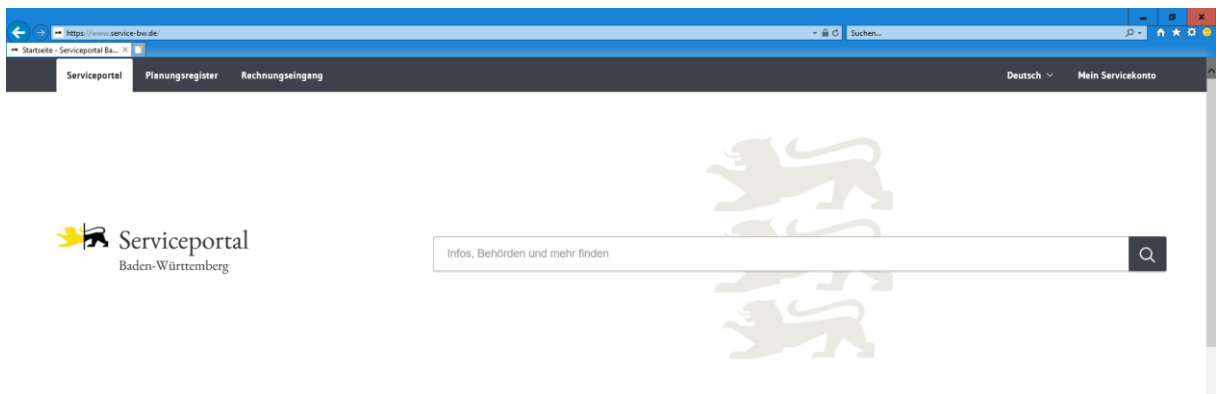 https://www.service-bw.de/
Suchen...
Startseite - Serviceportal Ba...
Serviceportal Planungsregister Rechnungseingang Deutsch Mein Servicekonto
Serviceportal
Baden-Württemberg
Infos, Behörden und mehr finden